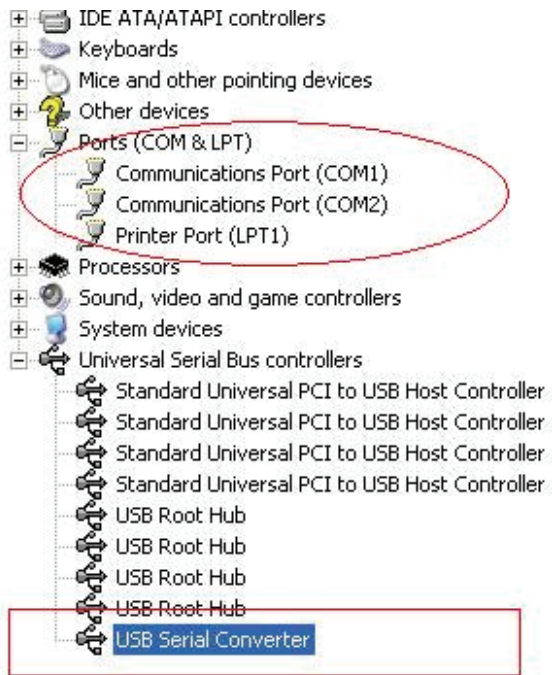 IDE ATA/ATAPI controllers
Keyboards
Mice and other pointing devices
Other devices
Ports (COM & LPT)
Communications Port (COM1)
Communications Port (COM2)
Printer Port (LPT1)
Processors
Sound, video and game controllers
System devices
Universal Serial Bus controllers
Standard Universal PCI to USB Host Controller
Standard Universal PCI to USB Host Controller
Standard Universal PCI to USB Host Controller
Standard Universal PCI to USB Host Controller
USB Root Hub
USB Root Hub
USB Root Hub
USB Root Hub
USB Serial Converter